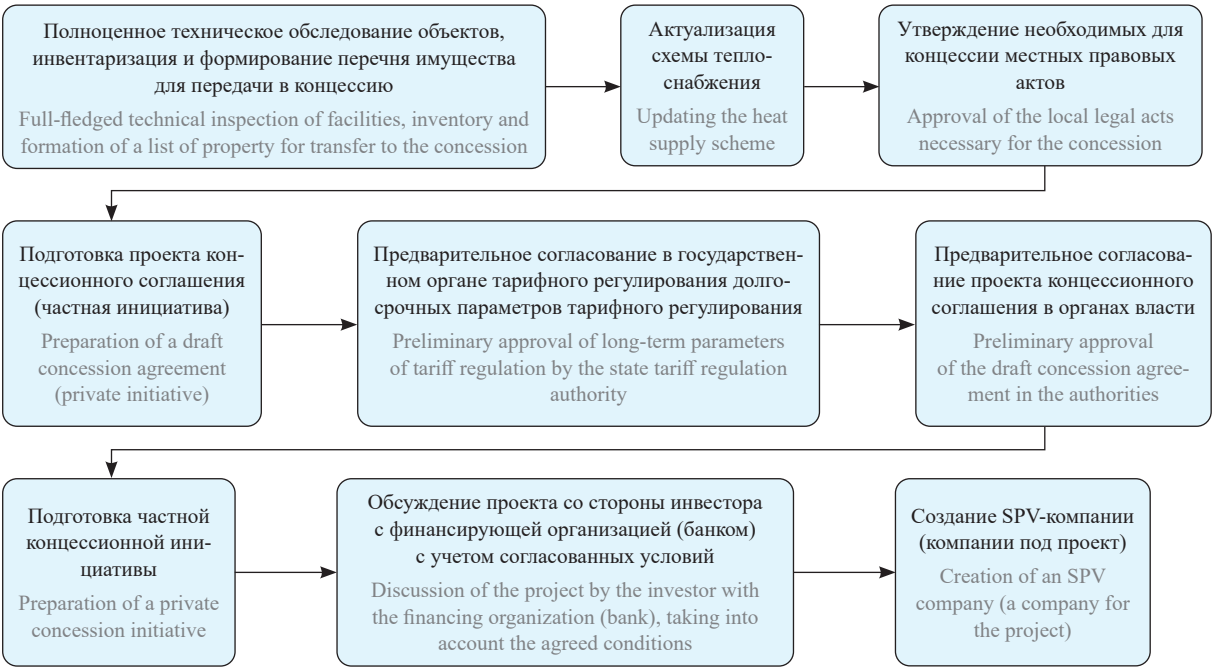 Полноценное техническое обследование объектов,
инвентаризация и формирование перечня имущества
для передачи в концессию
Full-fledged technical inspection of facilities, inventory and
formation of a list of property for transfer to the concession
Актуализация
схемы тепло-
снабжения
Updating the heat
supply scheme
Утверждение необходимых для
концессии местных правовых
актов
Approval of the local legal acts
necessary for the concession
Подготовка проекта кон-
цессионного соглашения
(частная инициатива)
Preparation of a draft
concession agreement
(private initiative)
Предварительное согласование в государствен-
ном органе тарифного регулирования долго-
срочных параметров тарифного регулирования
Preliminary approval of long-term parameters
of tariff regulation by the state tariff regulation
authority
Предварительное согласова-
ние проекта концессионного
соглашения в органах власти
Preliminary approval
of the draft concession agree-
ment in the authorities
Подготовка частной
концессионной ини-
циативы
Preparation of a private
concession initiative
Обсуждение проекта со стороны инвестора
с финансирующей организацией (банком)
с учетом согласованных условий
Discussion of the project by the investor with
the financing organization (bank), taking into
account the agreed conditions
Создание SPV-компании
(компании под проект)
Creation of an SPV
company (a company for
the project)